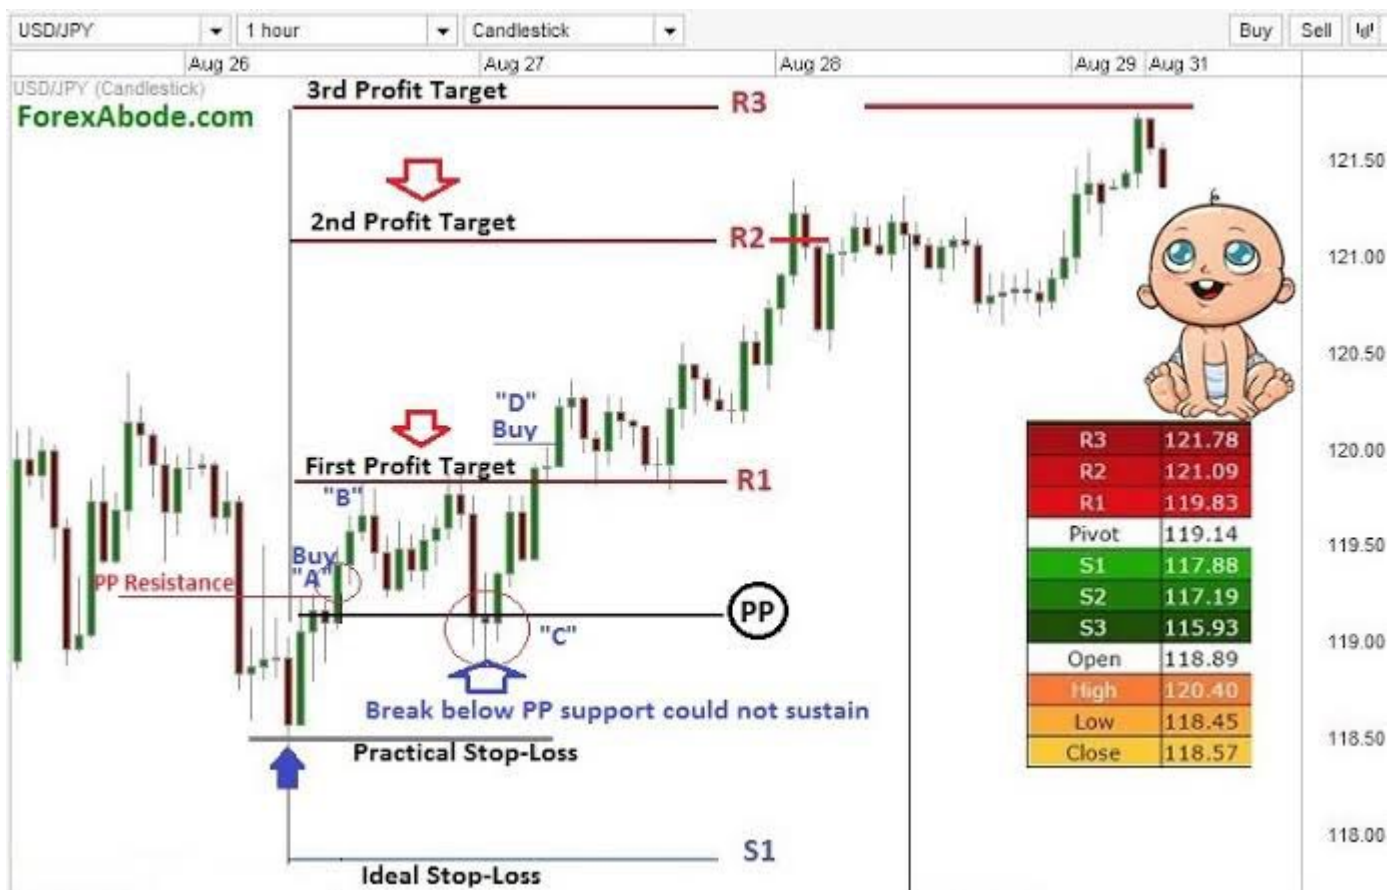 USD/JPY 1 hour Candlestick Buy Sell
Aug 26 Aug 27 Aug 28 Aug 29 Aug 31
USD/JPY (Candlestick)
ForexAbode.com
3rd Profit Target R3
121.50
2nd Profit Target R2
121.00
120.50
"D"
Buy
First Profit Target R1
120.00
"B"
Buy
"A"
PP Resistance
119.50
PP
"C"
119.00
Break below PP support could not sustain
Practical Stop-Loss
118.50
S1
Ideal Stop-Loss
118.00
R3 121.78
R2 121.09
R1 119.83
Pivot 119.14
S1 117.88
S2 117.19
S3 115.93
Open 118.89
High 120.40
Low 118.45
Close 118.57